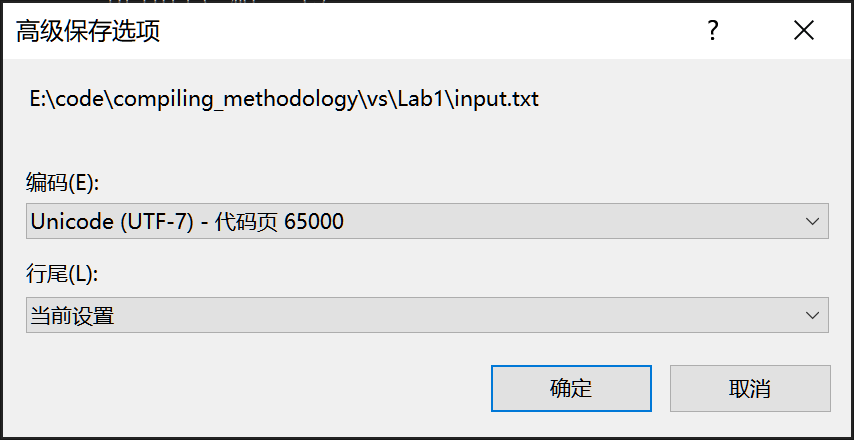 高级保存选项
?
E:\code\compiling_methodology\vs\Lab1\input.txt
编码(E):
Unicode (UTF-7) - 代码页 65000
行尾(L):
当前设置
确定 取消